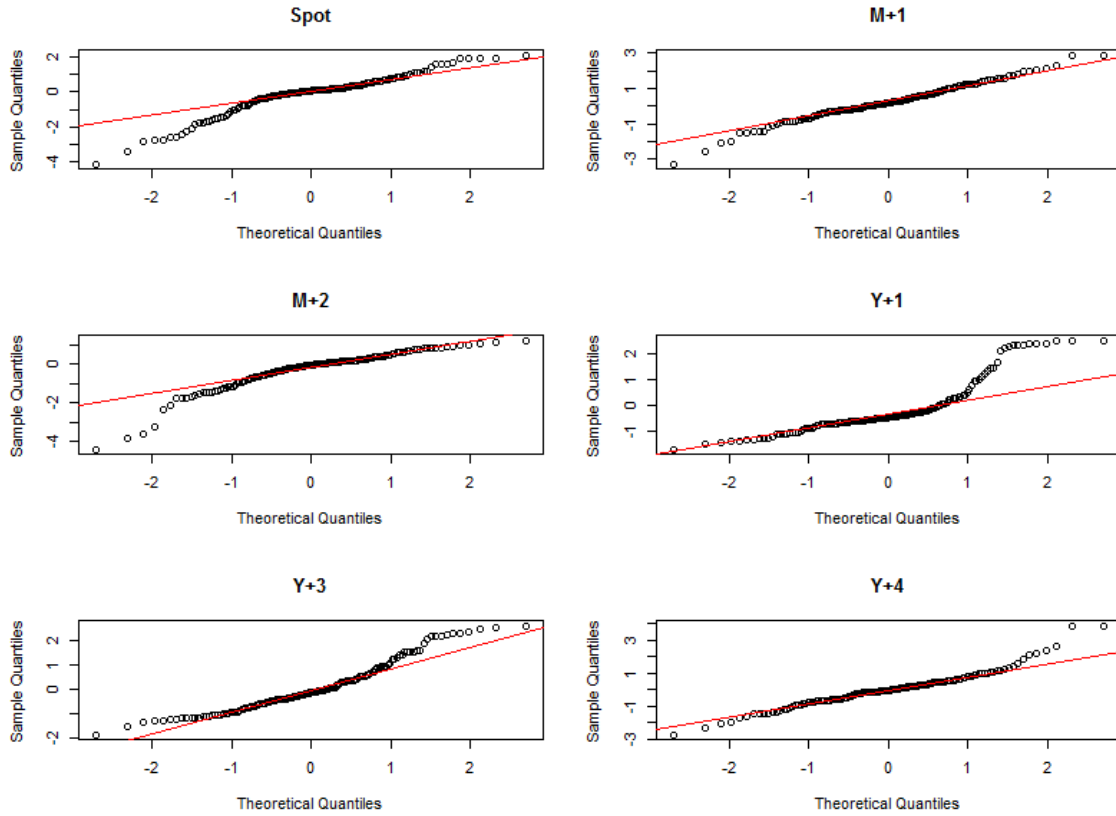 Spot
Sample Quantiles
2
0
-2
-4
-2 -1 0 1 2
Theoretical Quantiles
M+1
Sample Quantiles
3
1
-1
-3
-2 -1 0 1 2
Theoretical Quantiles
M+2
Sample Quantiles
0
-2
-4
-2 -1 0 1 2
Theoretical Quantiles
Y+1
Sample Quantiles
2
1
0
-1
-2 -1 0 1 2
Theoretical Quantiles
Y+3
Sample Quantiles
2
1
0
-2
-2 -1 0 1 2
Theoretical Quantiles
Y+4
Sample Quantiles
3
1
-1
-3
-2 -1 0 1 2
Theoretical Quantiles